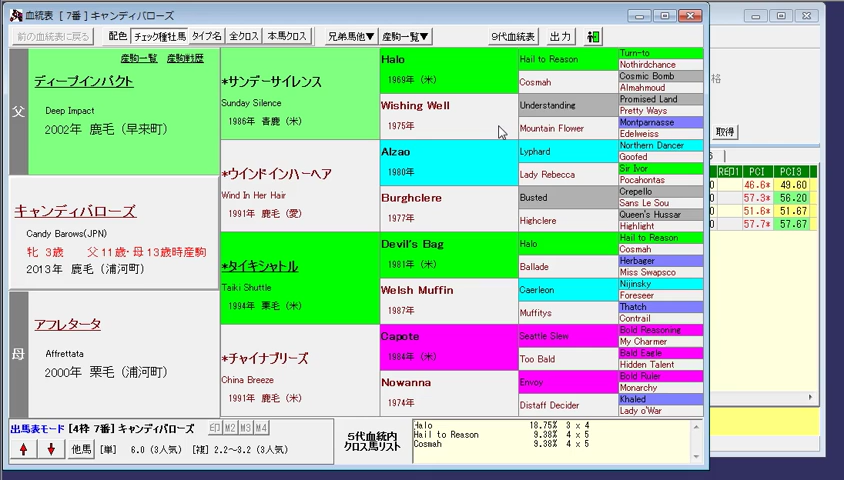 血統表 [ 7番 ] キャンディバローズ
前の血統表に戻る 配色 チェック種牡馬 タイプ名 全クロス 本馬クロス 兄弟馬他▼ 産駒一覧▼ 9代血統表 出 力
父
産駒一覧 産駒戦歴
ディープインパクト
Deep Impact
2002年 鹿毛 (早来町)
キャンディバローズ
Candy Barows(JPN)
牝 3歳 父11歳・母13歳時産駒
2013年 鹿毛 (浦河町)
母
アフレタータ
Affrettata
2000年 栗毛 (浦河町)
*サンデーサイレンス
Sunday Silence
1986年 青鹿 (米)
*ウインドインハーヘア
Wind In Her Hair
1991年 鹿毛 (愛)
*タイキシャトル
Taiki Shuttle
1994年 栗毛 (米)
*チャイナブリーズ
China Breeze
1991年 鹿毛 (米)
Halo
1969年 (米)
Wishing Well
1975年
Alzao
1980年
Burghclere
1977年
Devil's Bag
1981年 (米)
Welsh Muffin
1987年
Capote
1984年 (米)
Nowanna
1974年
Hail to Reason
Cosmah
Understanding
Mountain Flower
Lyphard
Lady Rebecca
Busted
Highclere
Halo
Ballade
Caerleon
Muffitys
Seattle Slew
Too Bald
Envoy
Distaff Decider
Turn-to
Nothirdchance
Cosmic Bomb
Almahmoud
Promised Land
Pretty Ways
Montparnasse
Edelweiss
Northern Dancer
Goofed
Sir Ivor
Pocahontas
Crepello
Sans Le Sou
Queen's Hussar
Highlight
Hail to Reason
Cosmah
Herbager
Miss Swapsco
Nijinsky
Foreseer
Thatch
Contrail
Bold Reasoning
My Charmer
Bald Eagle
Hidden Talent
Bold Ruler
Monarchy
Khaled
Lady o'War
出馬表モード [4枠 7番] キャンディバローズ 印 M2 M3 M4
他馬 [単] 6.0 (3人気) [複] 2.2～3.2 (3人気)
5代血統内
クロス馬リスト
Halo 18.75% 3 x 4
Hail to Reason 9.38% 4 x 5
Cosmah 9.38% 4 x 5
格
取得
PCI PCI3
46.6* 49.60
57.3* 56.20
51.6* 51.67
57.7* 57.67